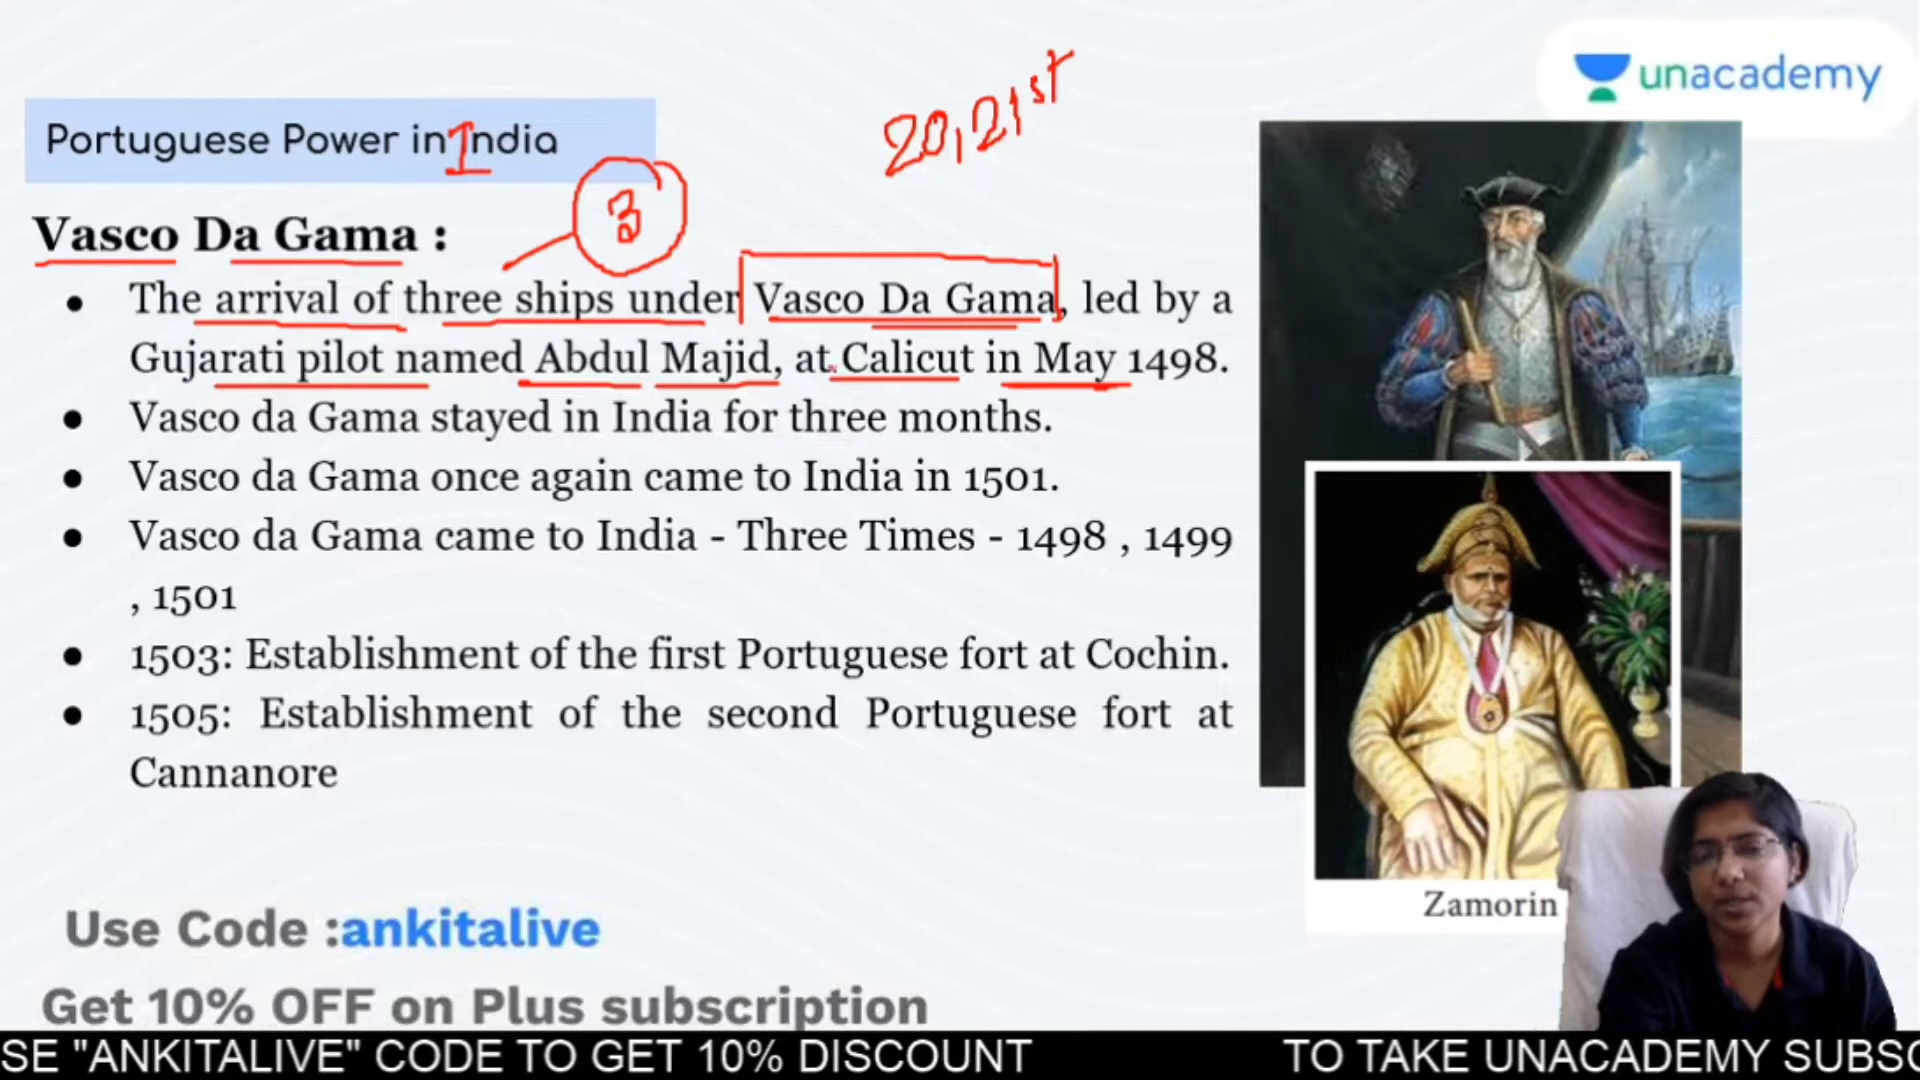 unacademy
20,21st
Portuguese Power in India
3
Vasco Da Gama :
● The arrival of three ships under Vasco Da Gama, led by a
Gujarati pilot named Abdul Majid, at Calicut in May 1498.
● Vasco da Gama stayed in India for three months.
● Vasco da Gama once again came to India in 1501.
● Vasco da Gama came to India - Three Times - 1498 , 1499
, 1501
● 1503: Establishment of the first Portuguese fort at Cochin.
● 1505: Establishment of the second Portuguese fort at
Cannanore
Zamorin
Use Code :ankitalive
Get 10% OFF on Plus subscription
SE "ANKITALIVE" CODE TO GET 10% DISCOUNT TO TAKE UNACADEMY SUBSC